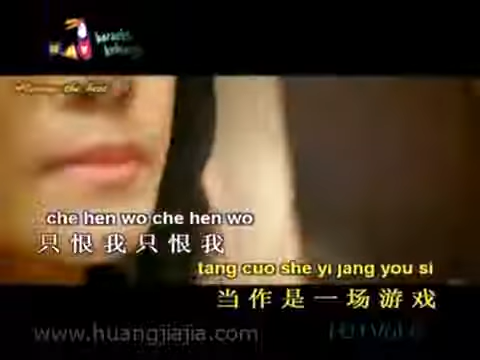 che hen wo che hen wo
只恨我只恨我
tang cuo she yi jang you si
当作是一场游戏
www.huangjiajia.com